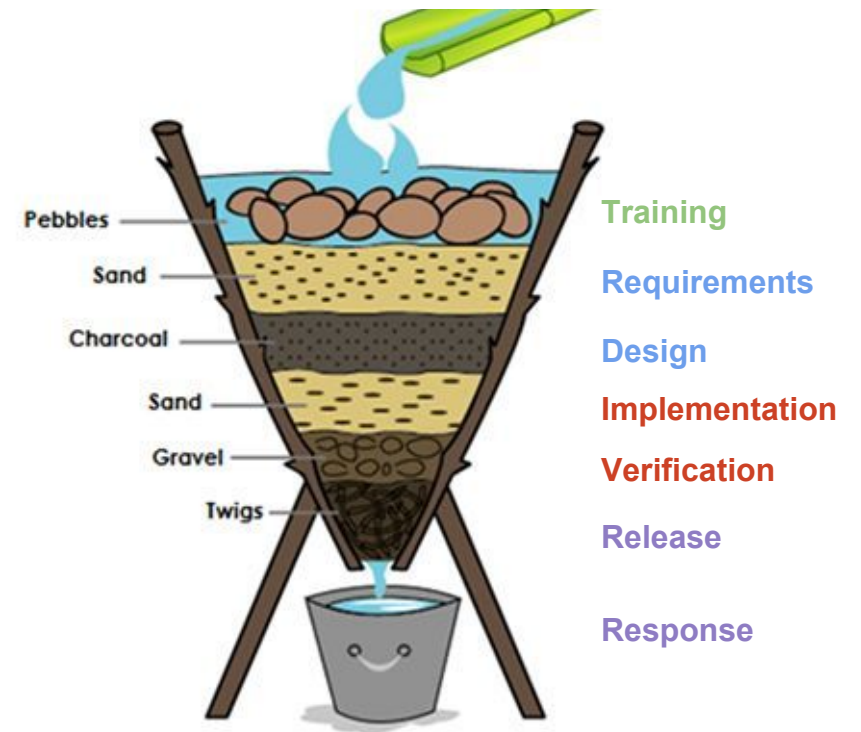 Pebbles
Training
Sand
Requirements
Charcoal
Design
Sand
Implementation
Gravel
Verification
Twigs
Release
Response